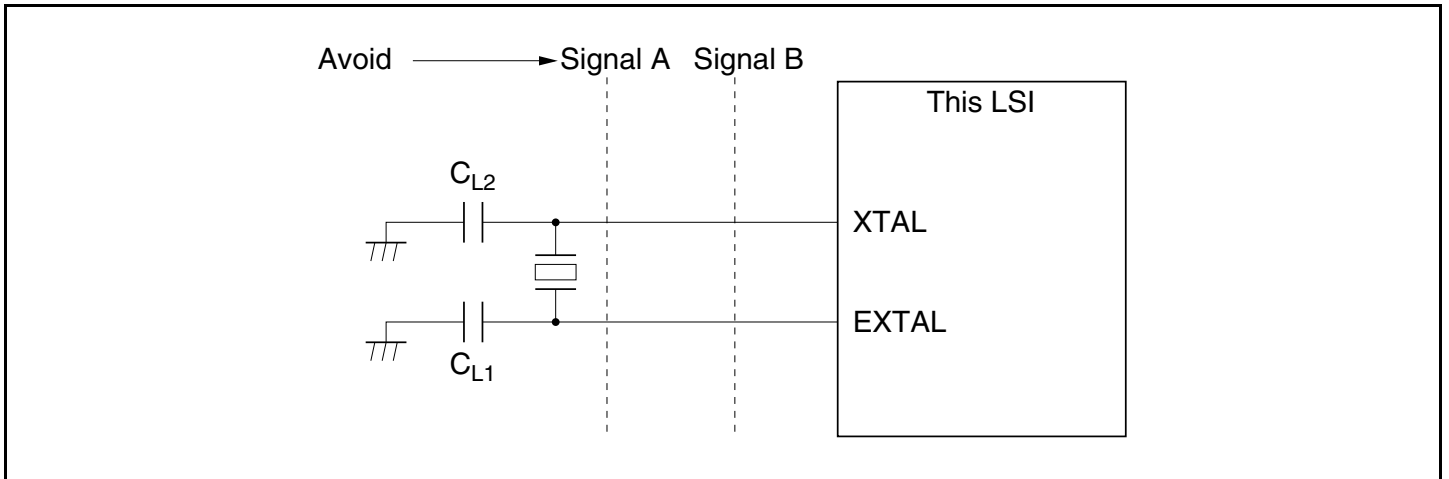 Avoid Signal A Signal B
This LSI
CL2
XTAL
EXTAL
CL1